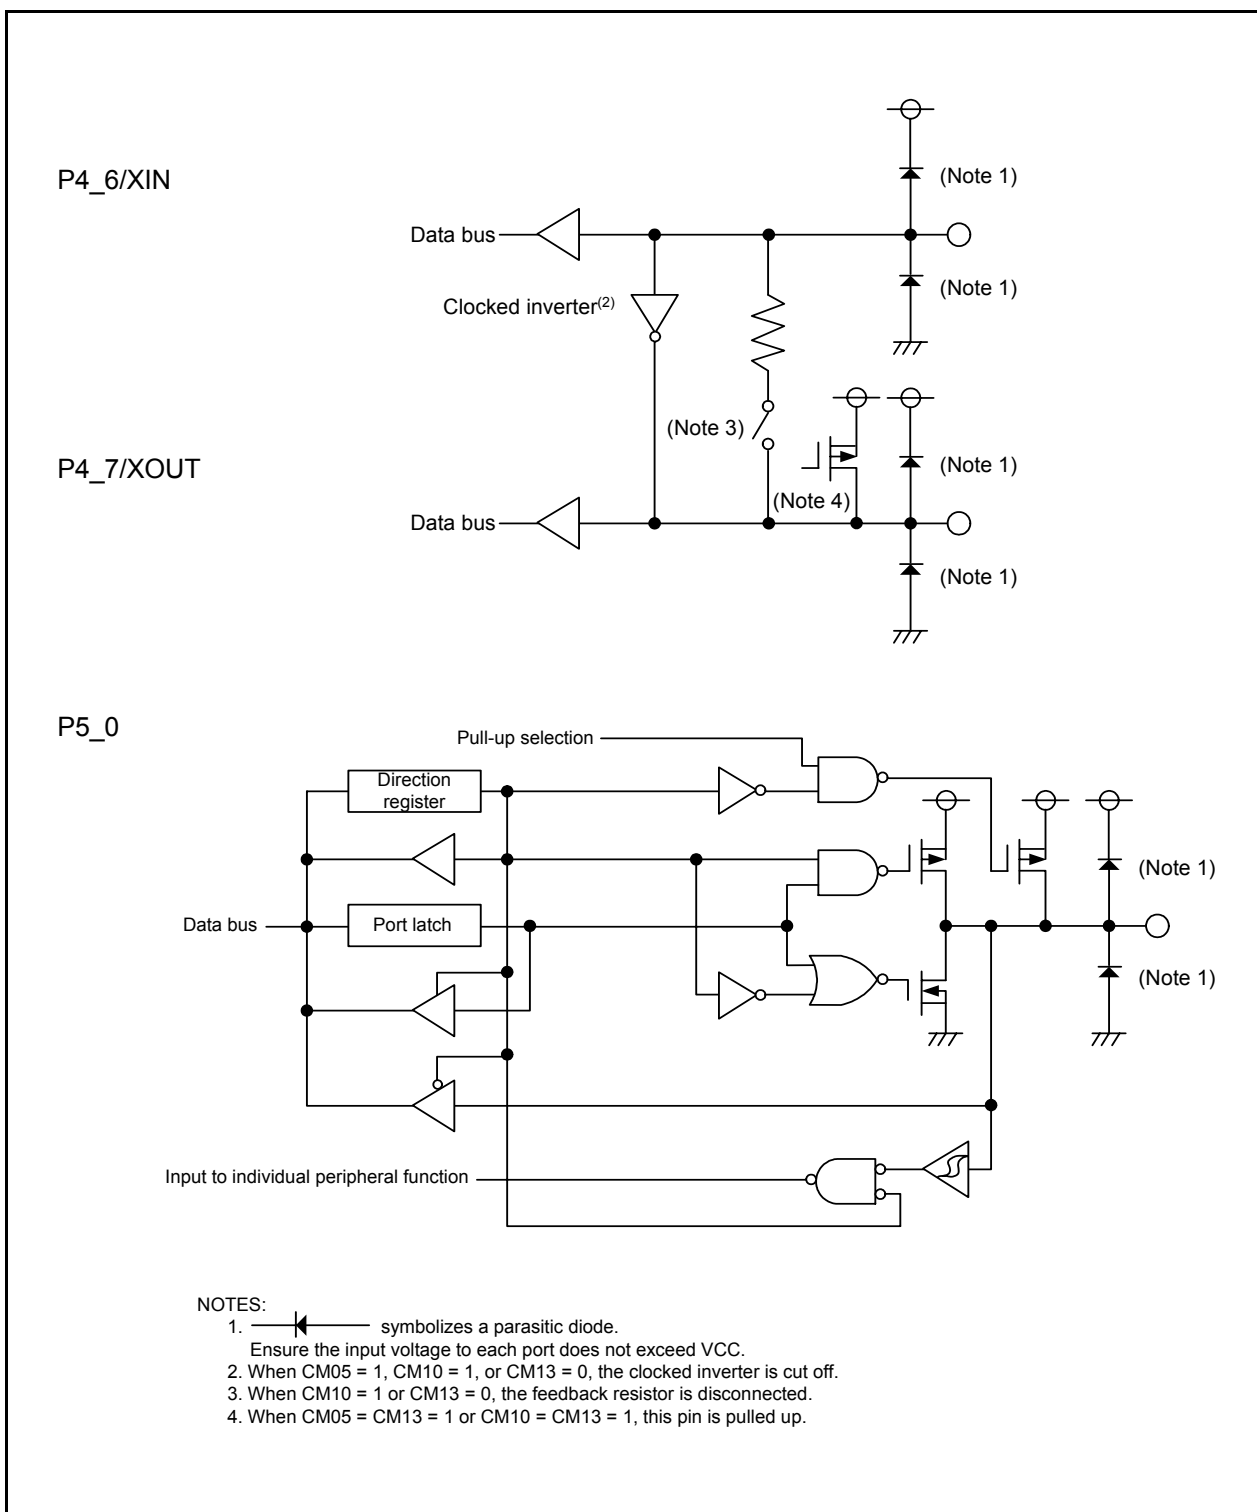 P4_6/XIN
(Note 1)
Data bus
(Note 1)
Clocked inverter(2)
(Note 3)
P4_7/XOUT
(Note 1)
(Note 4)
Data bus
(Note 1)
P5_0
Pull-up selection
Direction
register
(Note 1)
Data bus
Port latch
(Note 1)
Input to individual peripheral function
NOTES:
1. symbolizes a parasitic diode.
Ensure the input voltage to each port does not exceed VCC.
2. When CM05 = 1, CM10 = 1, or CM13 = 0, the clocked inverter is cut off.
3. When CM10 = 1 or CM13 = 0, the feedback resistor is disconnected.
4. When CM05 = CM13 = 1 or CM10 = CM13 = 1, this pin is pulled up.